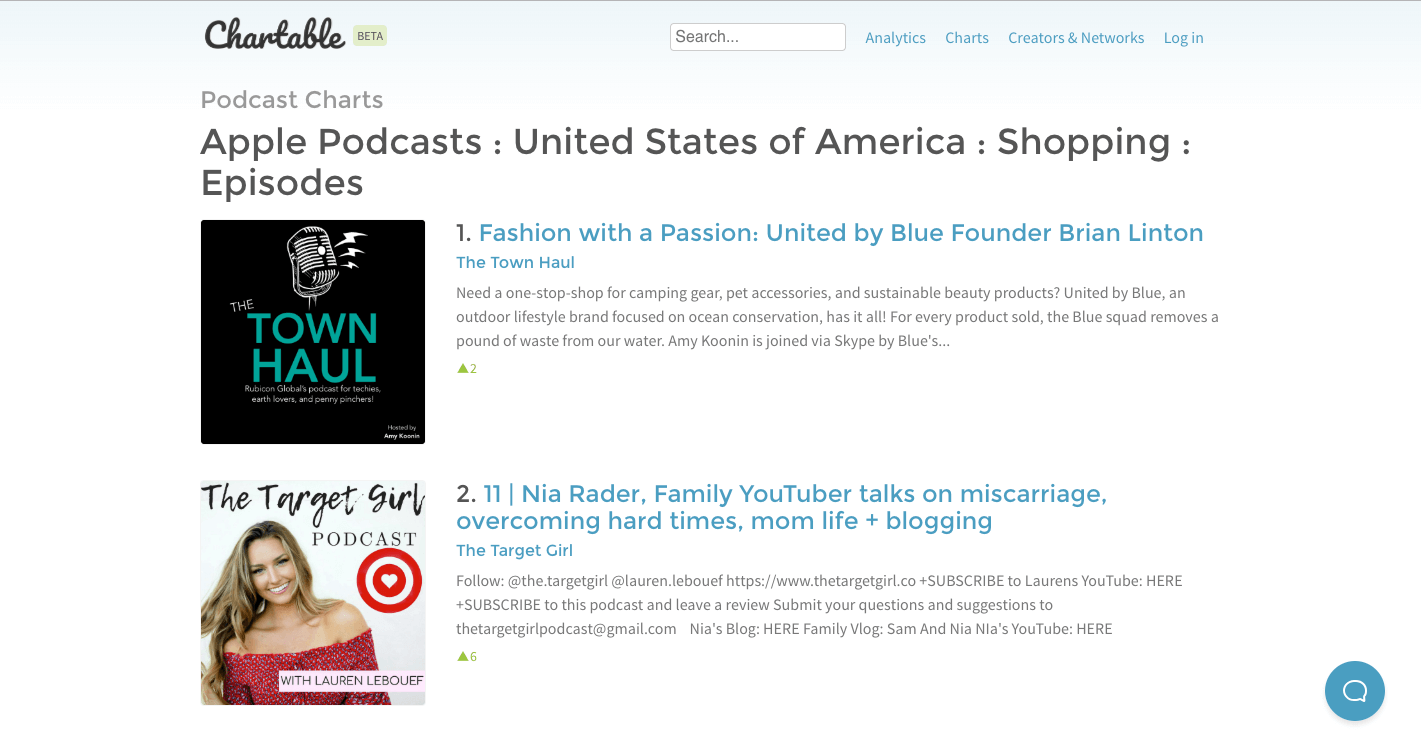 Chartable BETA
Search...
Analytics
Charts
Creators & Networks
Log in
Podcast Charts
Apple Podcasts : United States of America : Shopping :
Episodes
THE
TOWN
HAUL
Rubicon Global's podcast for techies,
earth lovers, and penny pinchers!
Hosted by
Amy Koonin
1. Fashion with a Passion: United by Blue Founder Brian Linton
The Town Haul
Need a one-stop-shop for camping gear, pet accessories, and sustainable beauty products? United by Blue, an
outdoor lifestyle brand focused on ocean conservation, has it all! For every product sold, the Blue squad removes a
pound of waste from our water. Amy Koonin is joined via Skype by Blue's...
▲2
The Target Girl
PODCAST
WITH LAUREN LEBOUEF
2. 11 | Nia Rader, Family YouTuber talks on miscarriage,
overcoming hard times, mom life + blogging
The Target Girl
Follow: @the.targetgirl @lauren.lebouef https://www.thetargetgirl.co +SUBSCRIBE to Laurens YouTube: HERE
+SUBSCRIBE to this podcast and leave a review Submit your questions and suggestions to
thetargetgirlpodcast@gmail.com Nia's Blog: HERE Family Vlog: Sam And Nia NIa's YouTube: HERE
▲6